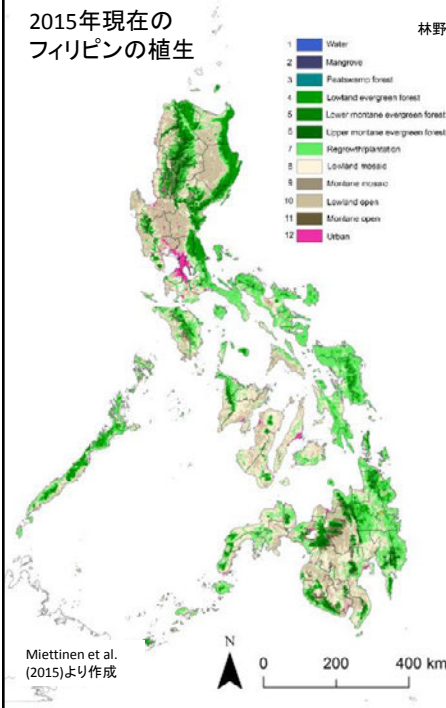 2015年現在の
フィリピンの植生
林野
1 Water
2 Mangrove
3 Peatswamp forest
4 Lowland evergreen forest
5 Lower montane evergreen forest
6 Upper montane evergreen forest
7 Regrowth/plantation
8 Lowland mosaic
9 Montane mosaic
10 Lowland open
11 Montane open
12 Urban
Miettinen et al.
(2015)より作成
N
0 200 400 km